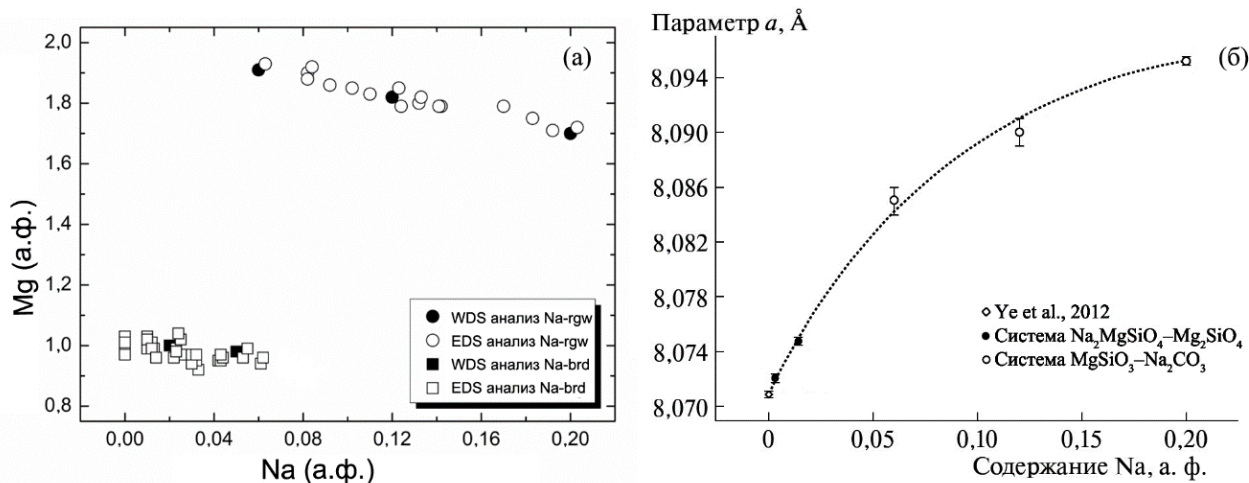 (а)
Mg (а.ф.)
2,0
1,8
1,6
1,4
1,2
1,0
0,8
WDS анализ Na-rgw
EDS анализ Na-rgw
WDS анализ Na-brd
EDS анализ Na-brd
0,00 0,04 0,08 0,12 0,16 0,20
Na (а.ф.)
Параметр a, Å
(б)
8,094
8,090
8,086
8,082
8,078
8,074
8,070
Ye et al., 2012
Система Na₂MgSiO₄–Mg₂SiO₄
Система MgSiO₃–Na₂CO₃
0 0,05 0,10 0,15 0,20
Содержание Na, а. ф.